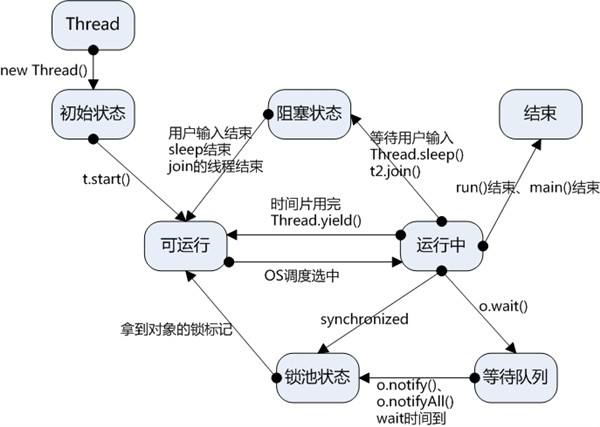 Thread
new Thread()
初始状态
阻塞状态
结束
用户输入结束
sleep结束
join的线程结束
等待用户输入
Thread.sleep()
t2.join()
t.start()
run()结束、main()结束
时间片用完
Thread.yield()
可运行
运行中
OS调度选中
synchronized
o.wait()
拿到对象的锁标记
锁池状态
o.notify()、
o.notifyAll()
wait时间到
等待队列